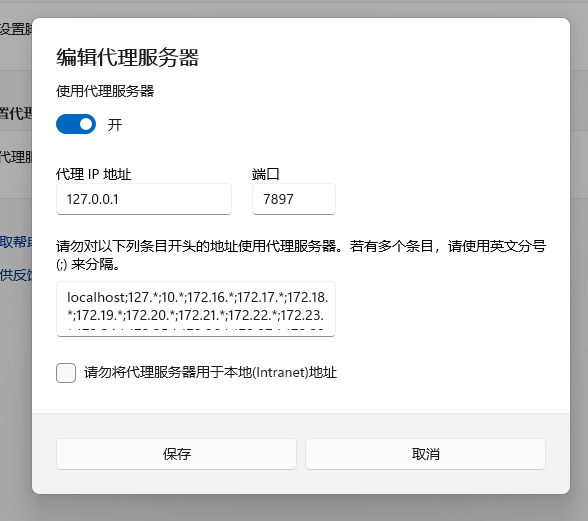 设置脚
编辑代理服务器
使用代理服务器
开
置代理
代理服
代理 IP 地址
端口
127.0.0.1
7897
取帮助
请勿对以下列条目开头的地址使用代理服务器。若有多个条目，请使用英文分号
(;) 来分隔。
供反馈
localhost;127.*;10.*;172.16.*;172.17.*;172.18.
*;172.19.*;172.20.*;172.21.*;172.22.*;172.23.
请勿将代理服务器用于本地(Intranet)地址
保存
取消